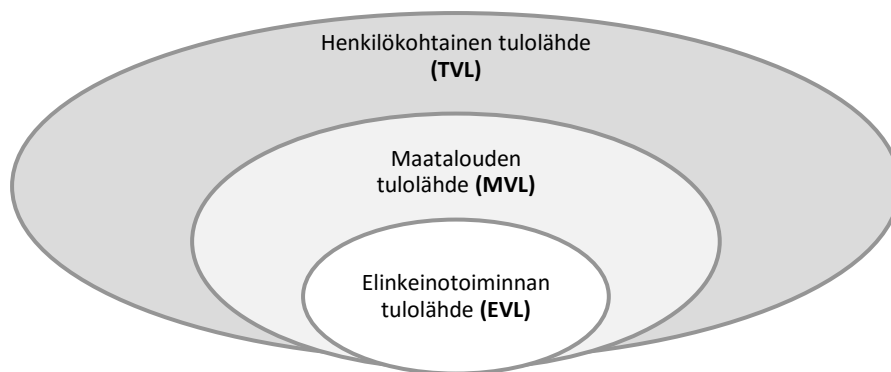 Henkilökohtainen tulolähde
(TVL)
Maatalouden
tulolähde (MVL)
Elinkeinotoiminnan
tulolähde (EVL)